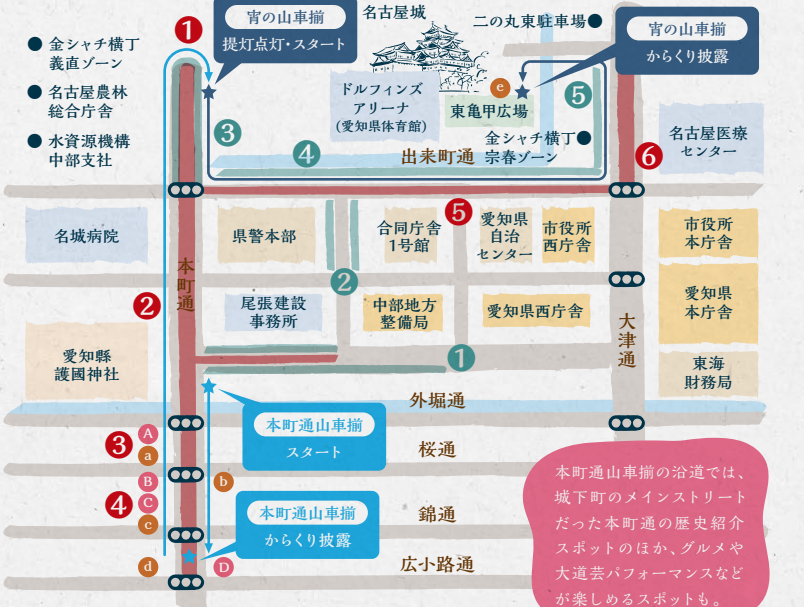 ❶
宵の山車揃
提灯点灯・スタート
名古屋城
二の丸東駐車場●
宵の山車揃
からくり披露
● 金シャチ横丁
義直ゾーン
● 名古屋農林
総合庁舎
● 水資源機構
中部支社
ドルフィンズ
アリーナ
(愛知県体育館)
e
東亀甲広場
❺
❸
❹
出来町通
金シャチ横丁●
宗春ゾーン
❻
名古屋医療
センター
名城病院
県警本部
合同庁舎
1号館
❺
愛知県
自治
センター
市役所
西庁舎
市役所
本庁舎
本町通
❷
❷
尾張建設
事務所
中部地方
整備局
愛知県西庁舎
大津通
愛知県
本庁舎
愛知縣
護國神社
❶
東海
財務局
外堀通
本町通山車揃
スタート
❸
A
a
桜通
B
❹
C
c
b
本町通山車揃
からくり披露
錦通
d
D
広小路通
本町通山車揃の沿道では、
城下町のメインストリート
だった本町通の歴史紹介
スポットのほか、グルメや
大道芸パフォーマンスなど
が楽しめるスポットも。